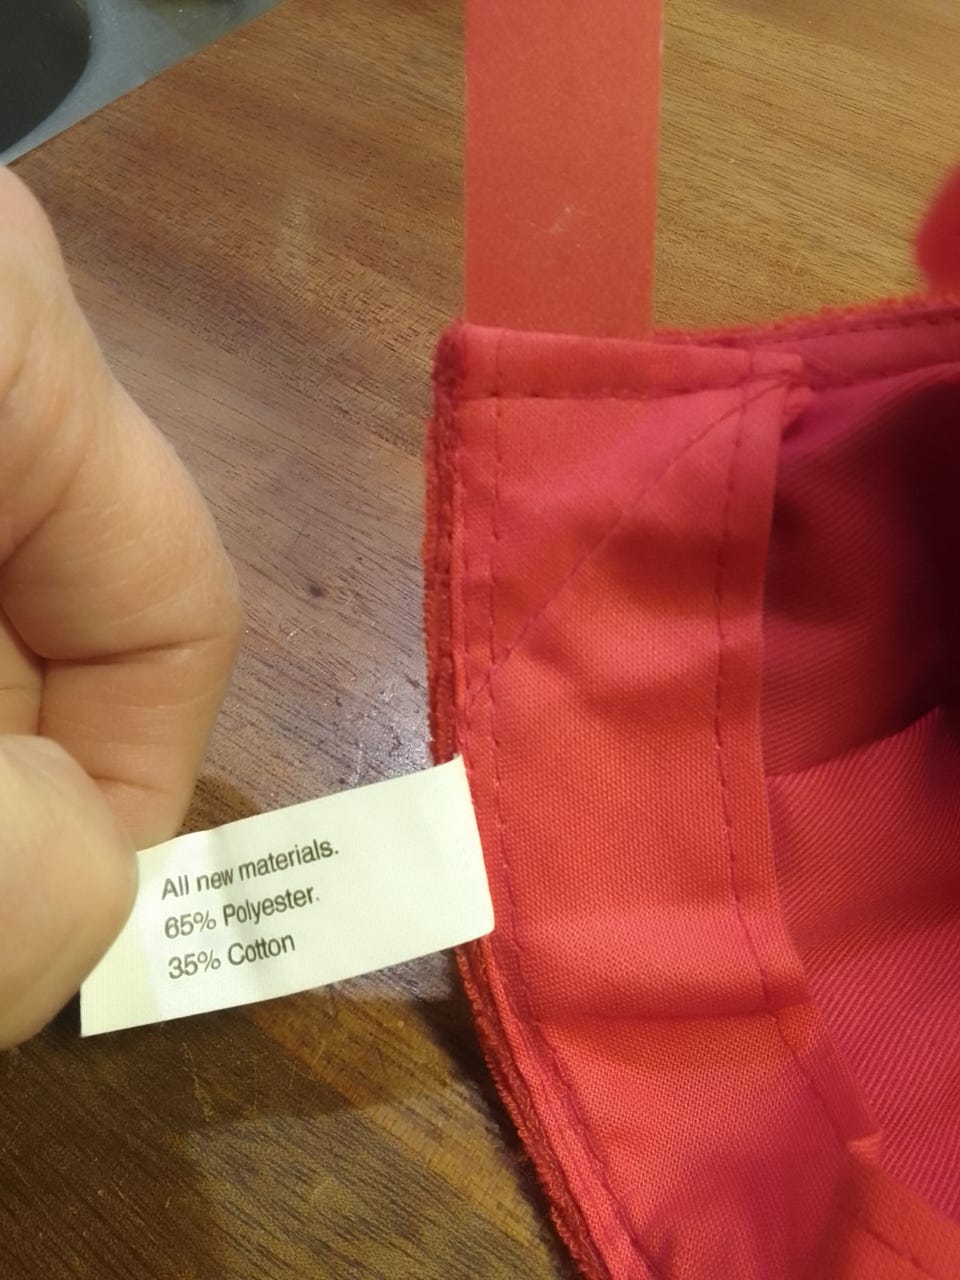 All new materials.
65% Polyester.
35% Cotton